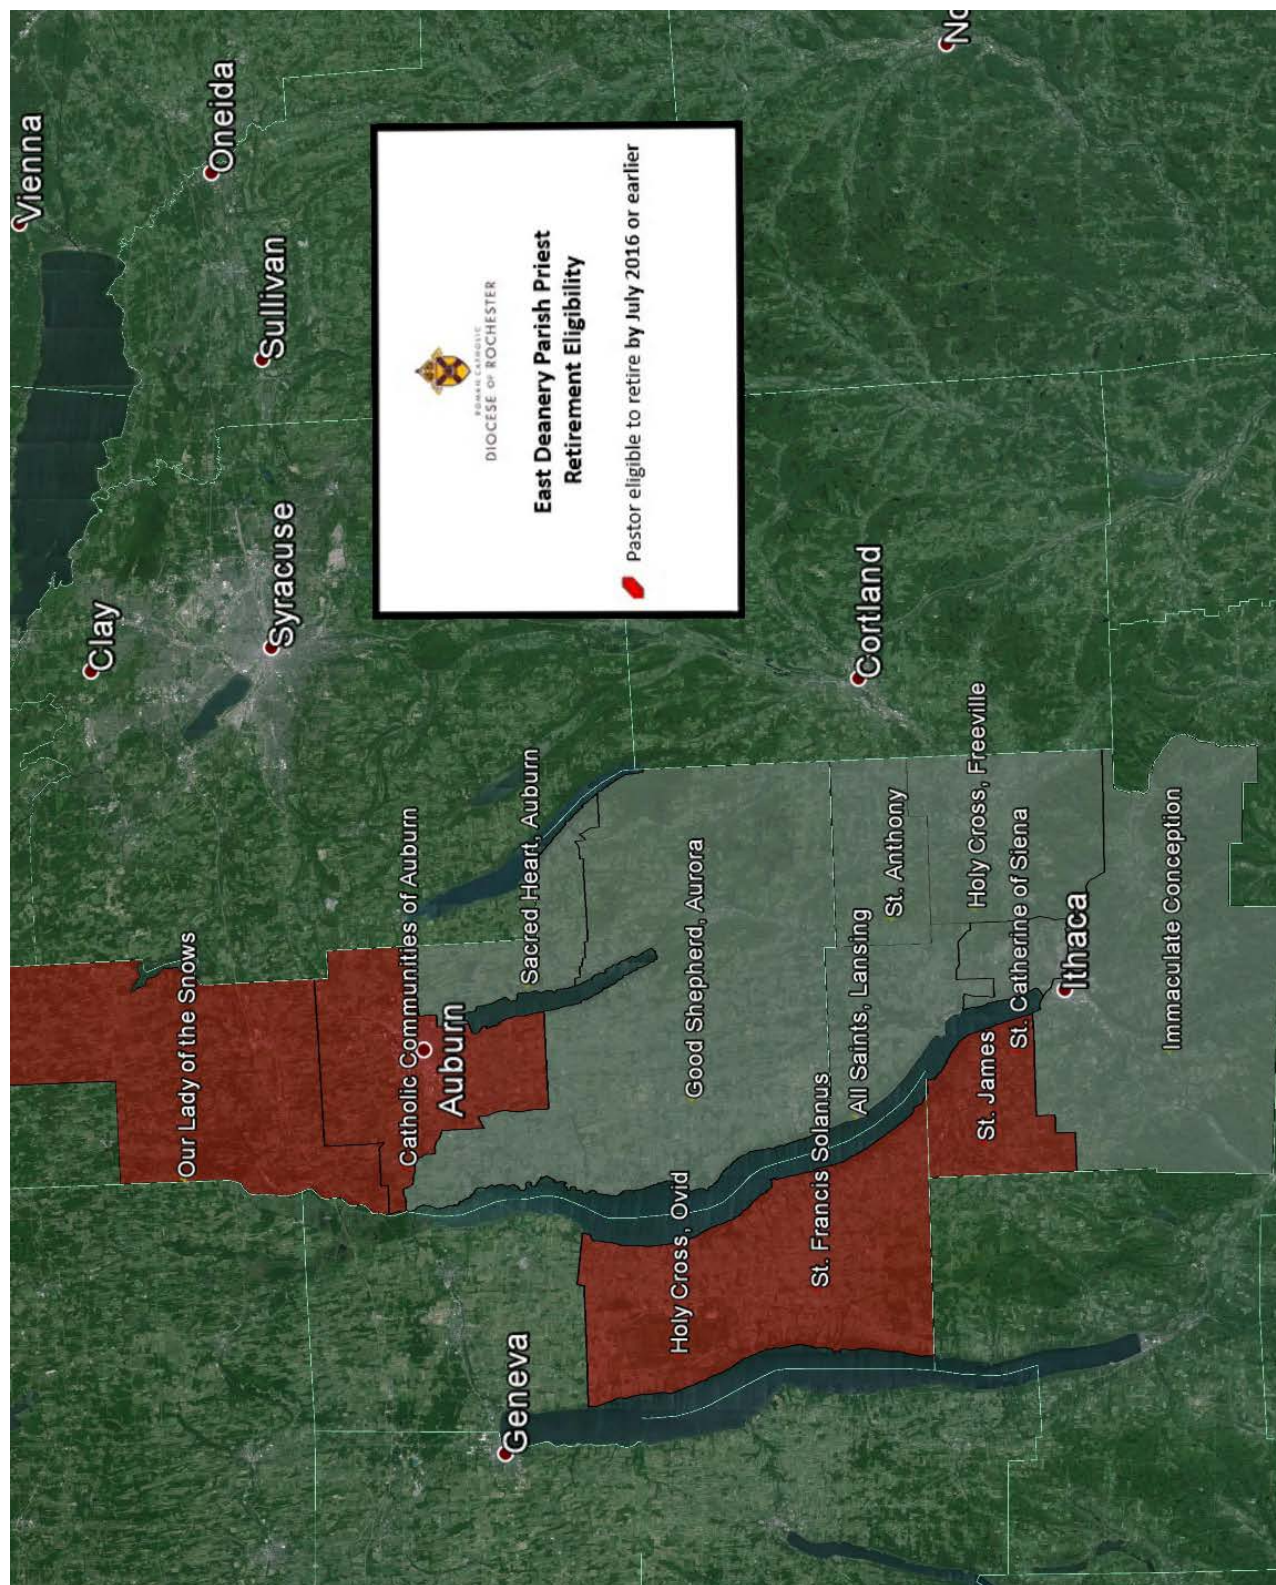 Vienna
Oneida
Sullivan
Syracuse
Clay
No
Cortland
ROMAN CATHOLIC
DIOCESE OF ROCHESTER
East Deanery Parish Priest
Retirement Eligibility
Pastor eligible to retire by July 2016 or earlier
Our Lady of the Snows
Catholic Communities of Auburn
Auburn
Sacred Heart, Auburn
Good Shepherd, Aurora
Holy Cross, Ovid
St. Francis Solanus
All Saints, Lansing
St. Anthony
Holy Cross, Freeville
St. James
St. Catherine of Siena
Ithaca
Immaculate Conception
Geneva